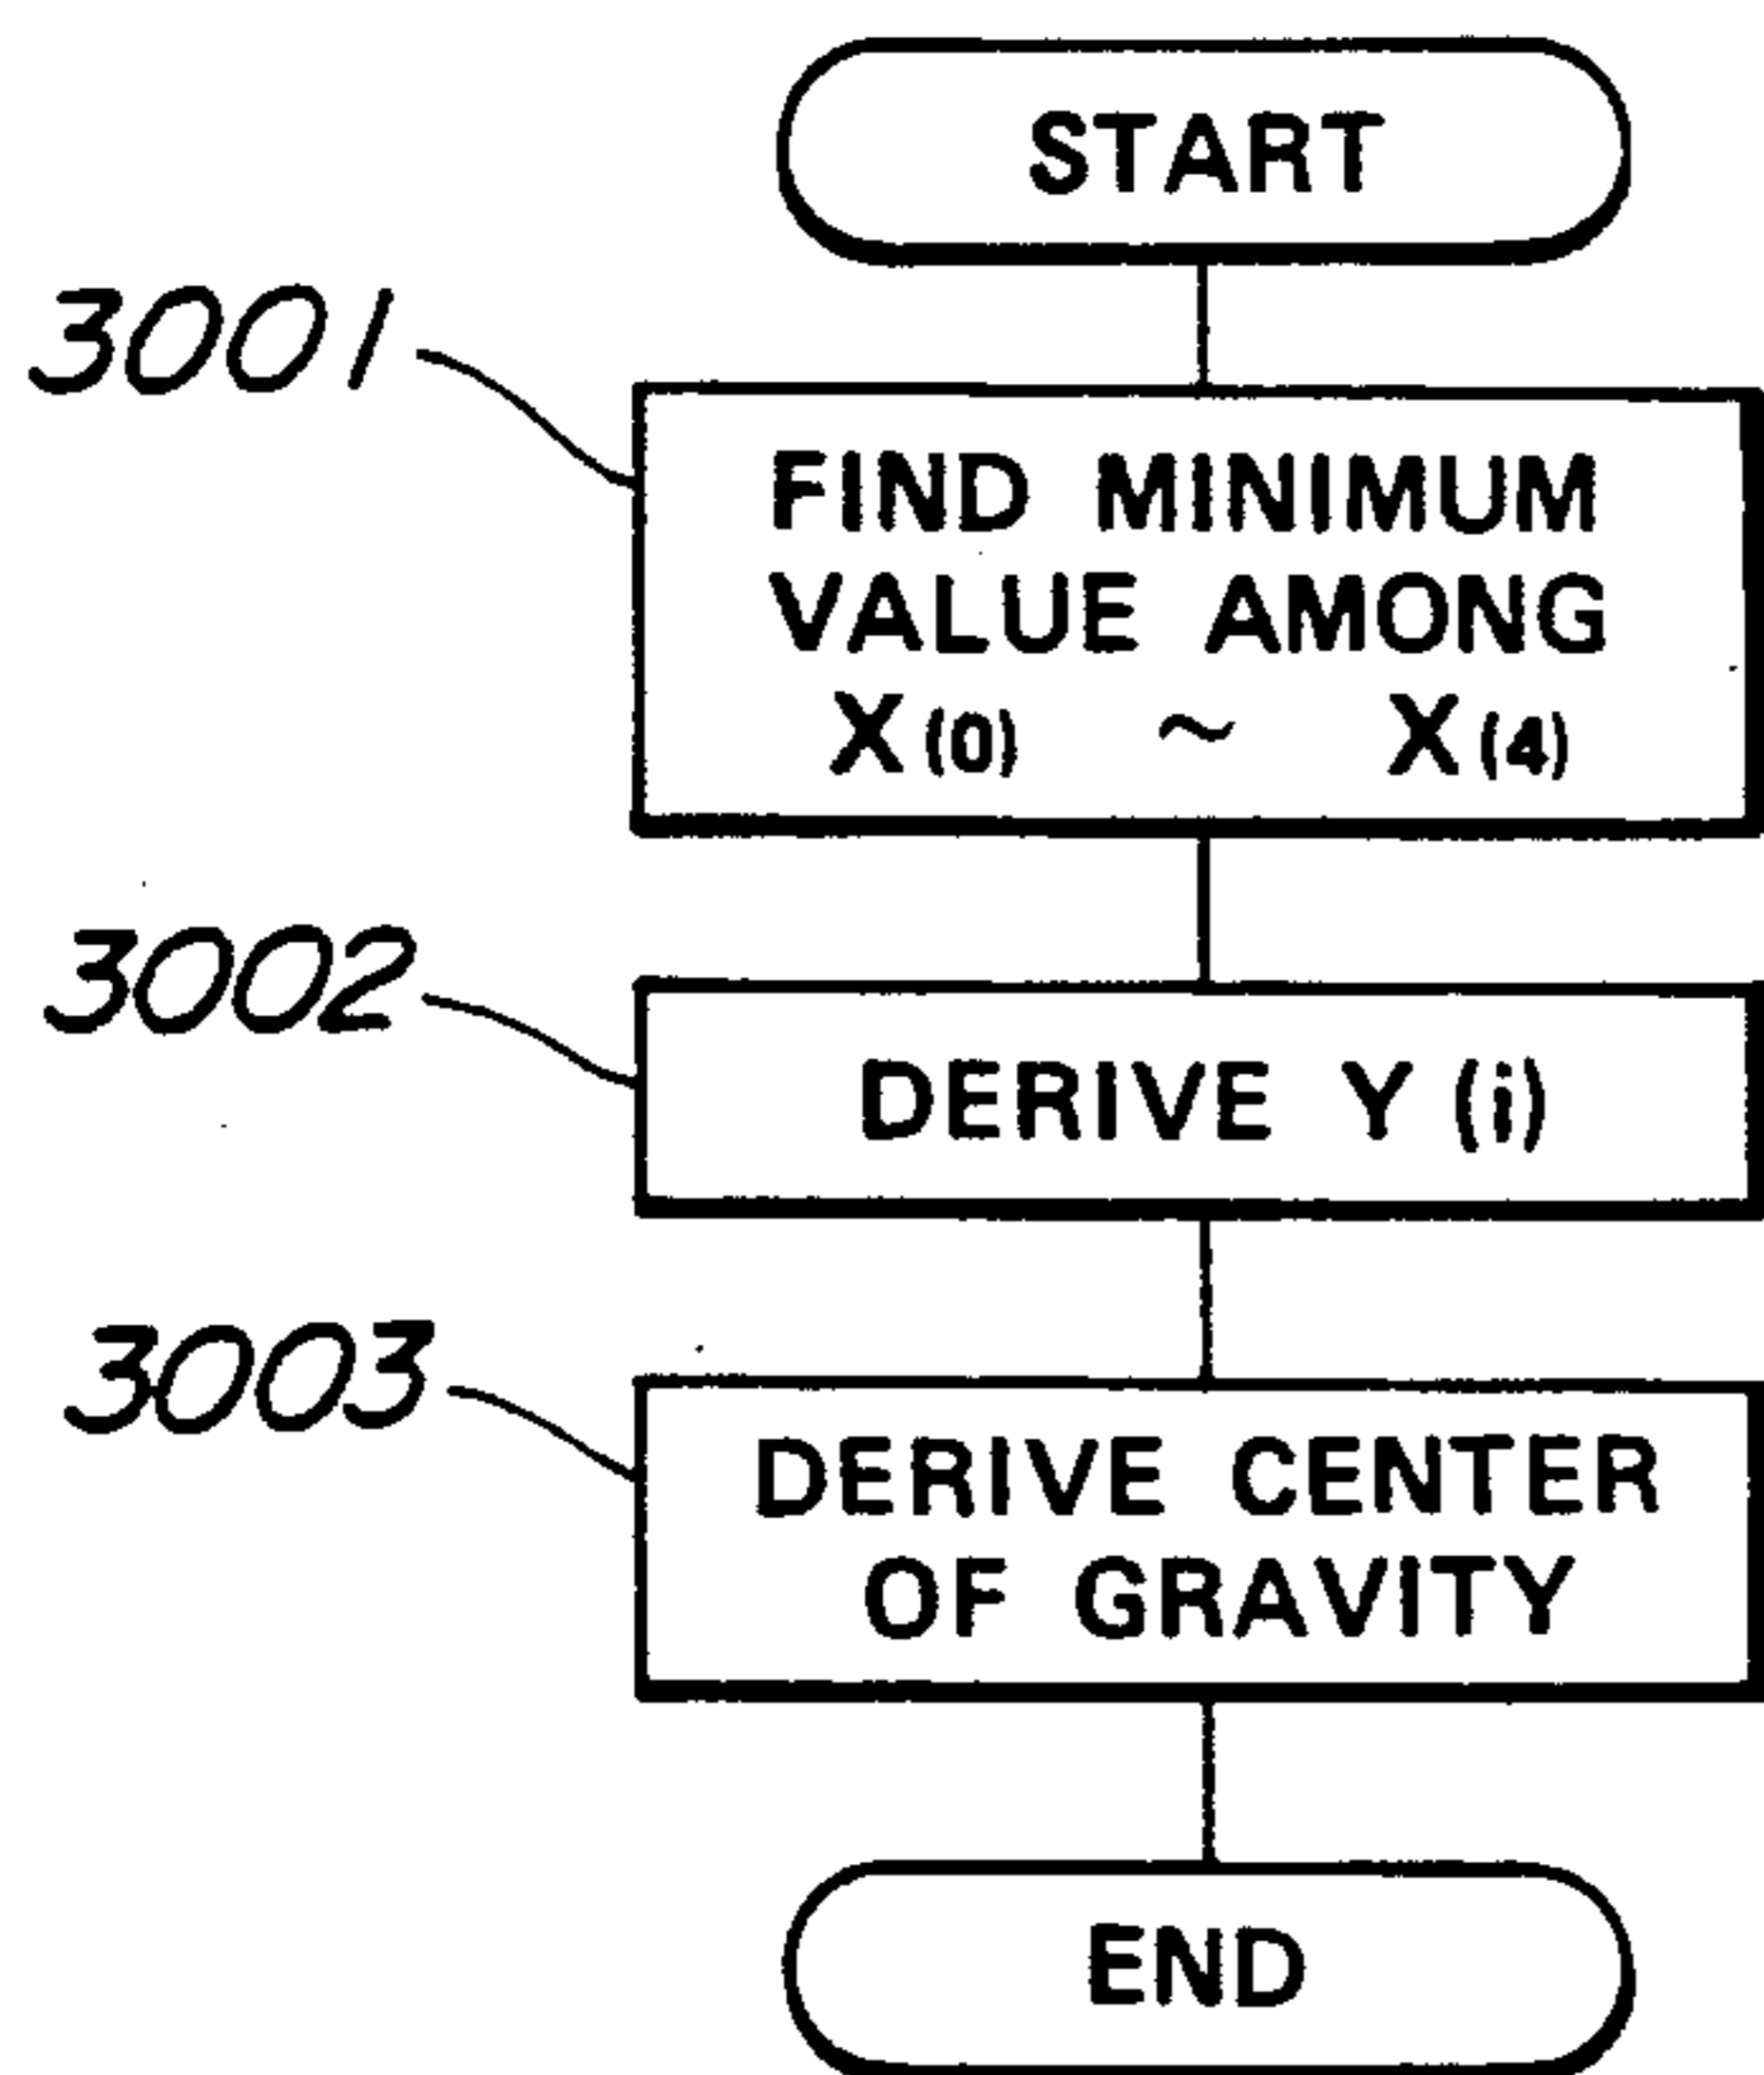 START
3001
FIND MINIMUM
VALUE AMONG
X(0) ~ X(4)
3002
DERIVE Y (i)
3003
DERIVE CENTER
OF GRAVITY
END